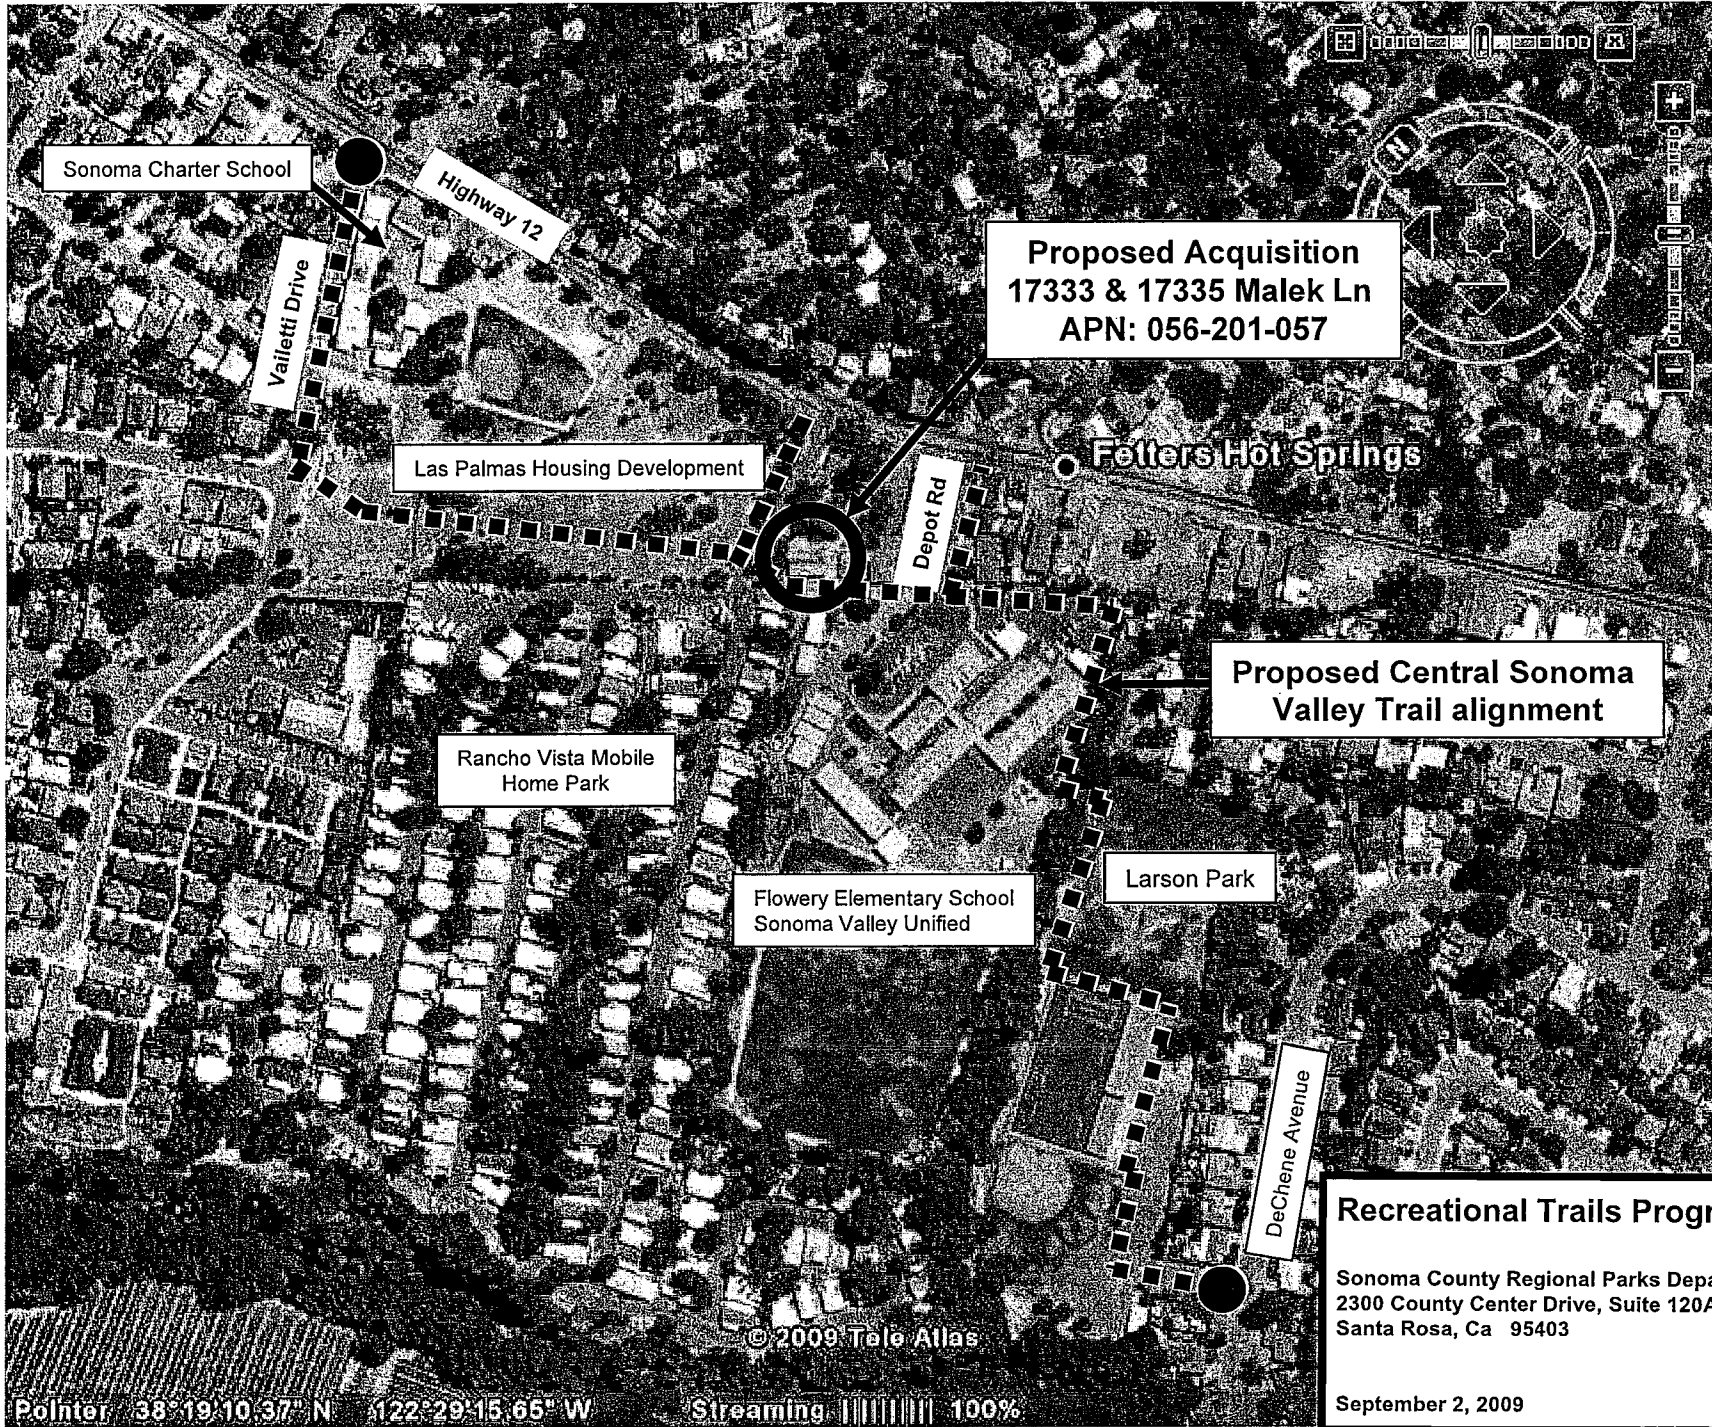 Sonoma Charter School
Highway 12
Vailetti Drive
Proposed Acquisition
17333 & 17335 Malek Ln
APN: 056-201-057
N
Las Palmas Housing Development
Fetters Hot Springs
Depot Rd
Proposed Central Sonoma
Valley Trail alignment
Rancho Vista Mobile
Home Park
Flowery Elementary School
Sonoma Valley Unified
Larson Park
DeChene Avenue
Recreational Trails Progr
Sonoma County Regional Parks Depa
2300 County Center Drive, Suite 120A
Santa Rosa, Ca 95403
September 2, 2009
© 2009 Tele Atlas
Pointer 38°19'10.37" N 122°29'15.65" W Streaming |||||||||| 100%